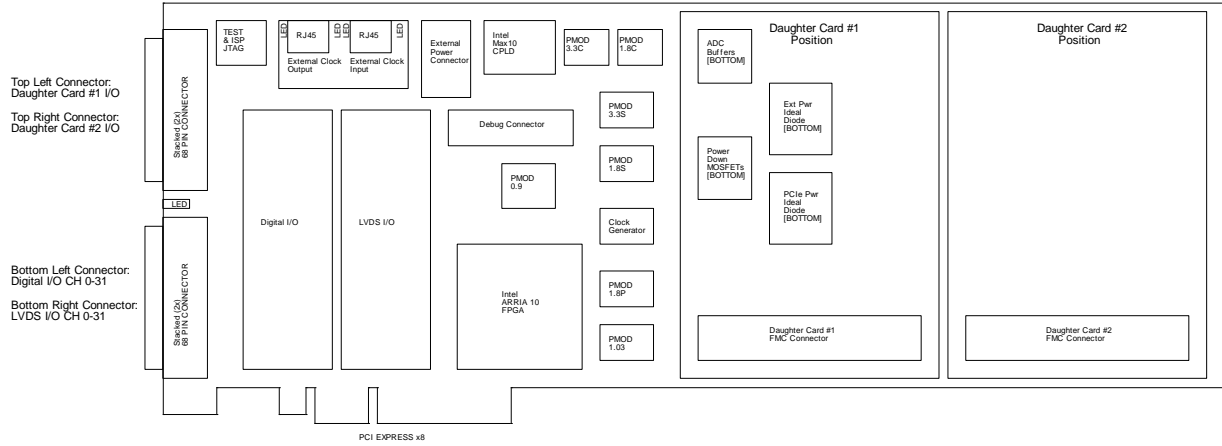 Top Left Connector:
Daughter Card #1 I/O
Top Right Connector:
Daughter Card #2 I/O
Bottom Left Connector:
Digital I/O CH 0-31
Bottom Right Connector:
LVDS I/O CH 0-31
Stacked (2x)
68 PIN CONNECTOR
LED
Stacked (2x)
68 PIN CONNECTOR
TEST
& ISP
JTAG
LED
RJ45
LED
LED
RJ45
LED
External Clock
Output
External Clock
Input
External
Power
Connector
Intel
Max10
CPLD
PMOD
3.3C
PMOD
1.8C
Digital I/O
LVDS I/O
Debug Connector
PMOD
0.9
PMOD
3.3S
PMOD
1.8S
Clock
Generator
Intel
ARRIA 10
FPGA
PMOD
1.8P
PMOD
1.03
Daughter Card #1
Position
ADC
Buffers
[BOTTOM]
Ext Pwr
Ideal
Diode
[BOTTOM]
Power
Down
MOSFETs
[BOTTOM]
PCIe Pwr
Ideal
Diode
[BOTTOM]
Daughter Card #1
FMC Connector
Daughter Card #2
Position
Daughter Card #2
FMC Connector
PCI EXPRESS x8